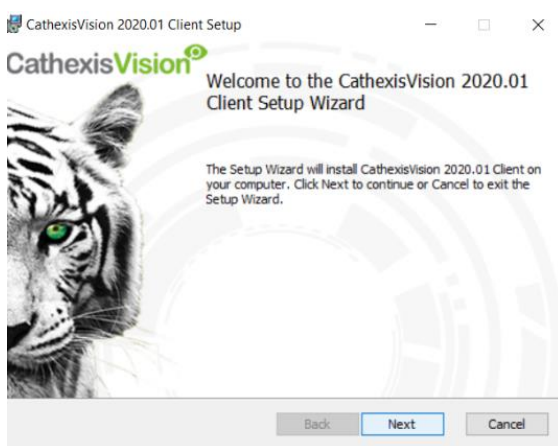 CathexisVision 2020.01 Client Setup
CathexisVision
Welcome to the CathexisVision 2020.01
Client Setup Wizard
The Setup Wizard will install CathexisVision 2020.01 Client on
your computer. Click Next to continue or Cancel to exit the
Setup Wizard.
Back Next Cancel